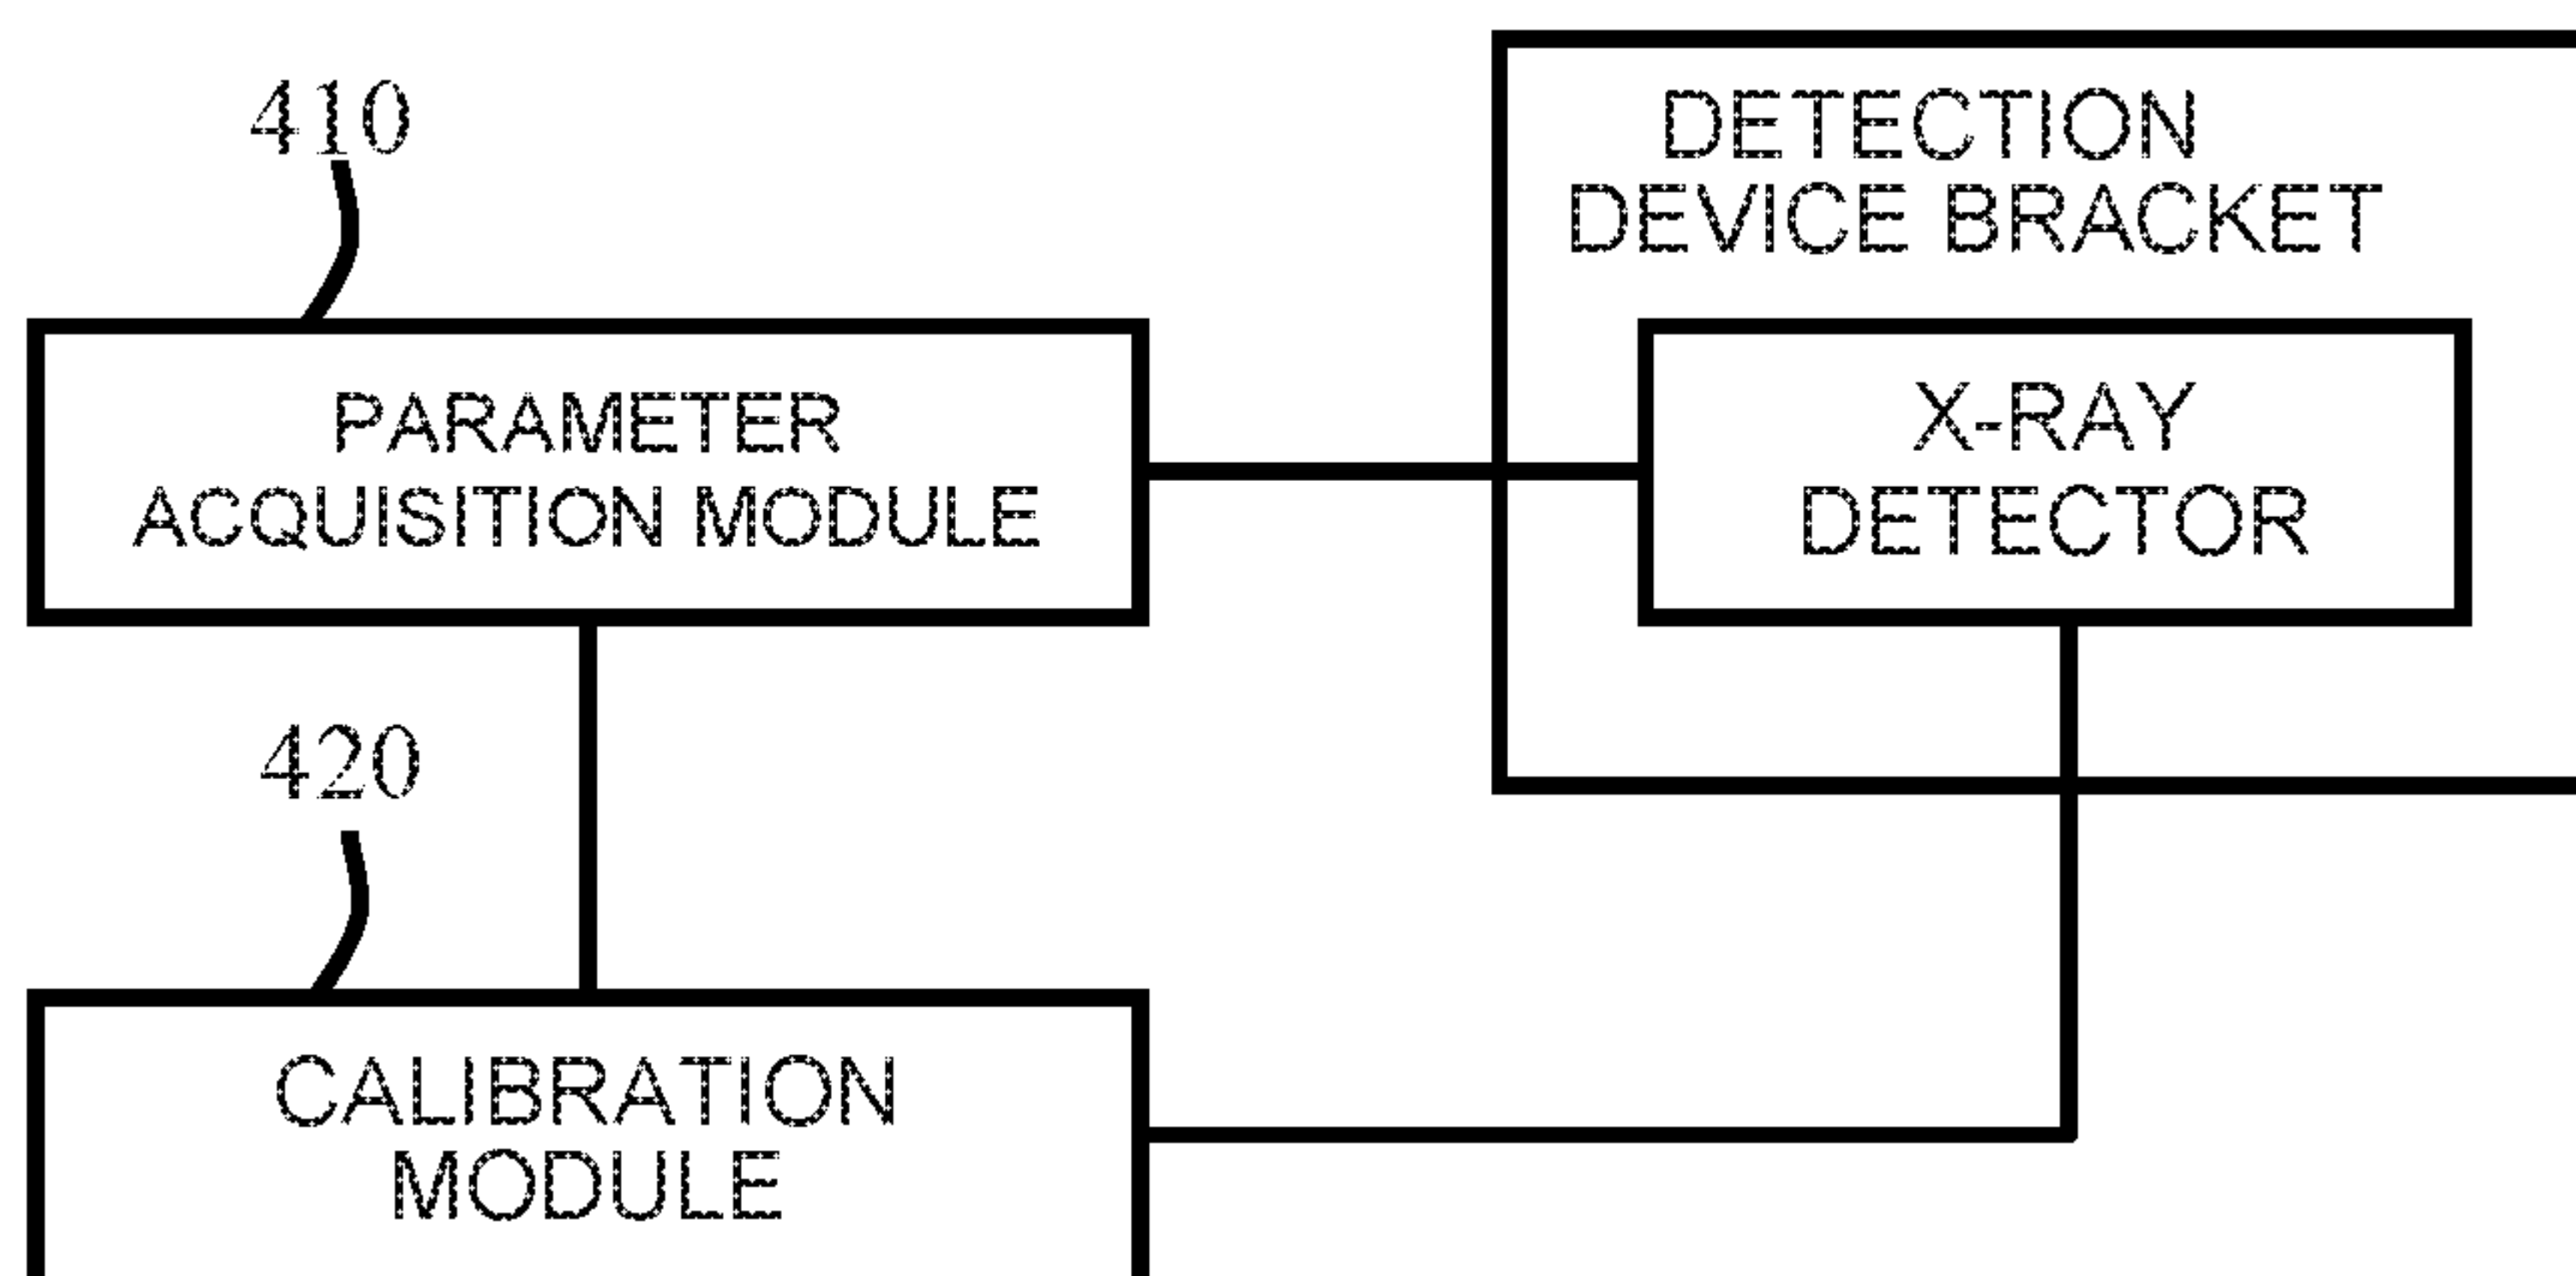 410
PARAMETER
ACQUISITION MODULE
DETECTION
DEVICE BRACKET
X-RAY
DETECTOR
420
CALIBRATION
MODULE